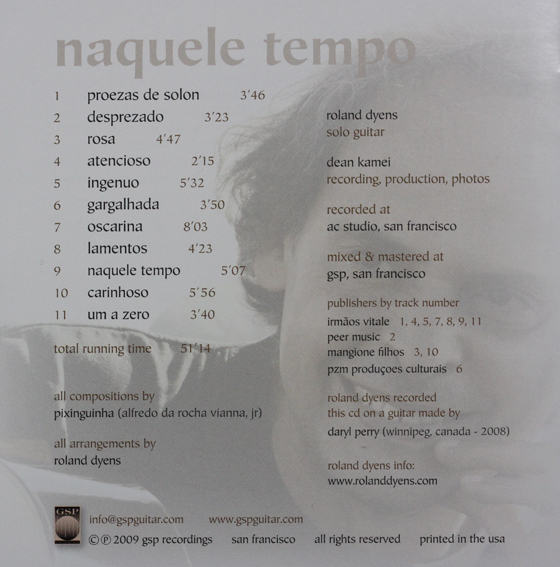 naquele tempo
1 proezas de solon 3'46
2 desprezado 3'23
3 rosa 4'47
4 atencioso 2'15
5 ingenuo 5'32
6 gargalhada 3'50
7 oscarina 8'03
8 lamentos 4'23
9 naquele tempo 5'07
10 carinhoso 5'56
11 um a zero 3'40
total running time 51'14
all compositions by
pixinguinha (alfredo da rocha vianna, jr)
all arrangements by
roland dyens
roland dyens
solo guitar
dean kamei
recording, production, photos
recorded at
ac studio, san francisco
mixed & mastered at
gsp, san francisco
publishers by track number
irmãos vitale 1, 4, 5, 7, 8, 9, 11
peer music 2
mangione filhos 3, 10
pzm produçoes culturais 6
roland dyens recorded
this cd on a guitar made by
daryl perry (winnipeg, canada - 2008)
roland dyens info:
www.rolanddyens.com
GSP
info@gspguitar.com www.gspguitar.com
©℗ 2009 gsp recordings san francisco all rights reserved printed in the usa